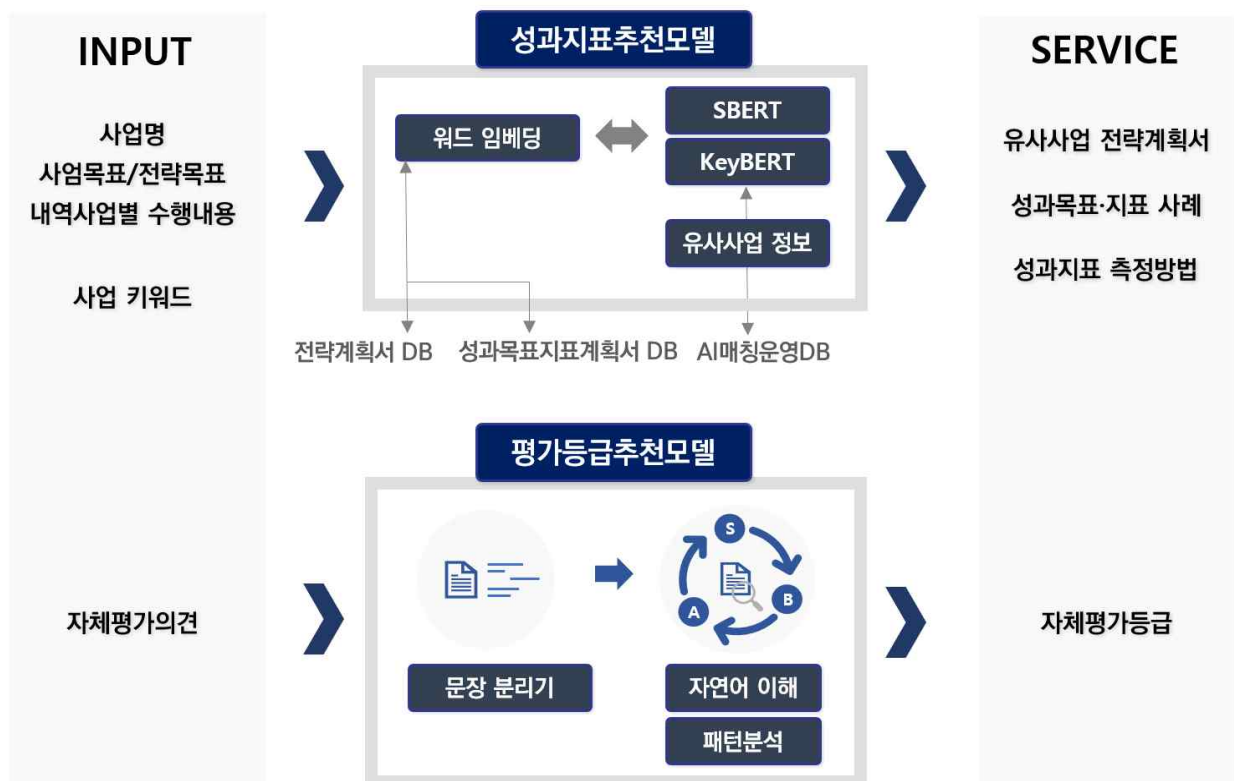 INPUT
사업명
사엄목표/전략목표
내역사업별 수행내용
사업 키워드
성과지표추천모델
워드 임베딩
SBERT
KeyBERT
유사사업 정보
전략계획서 DB
성과목표지표계획서 DB
AI매칭운영DB
SERVICE
유사사업 전략계획서
성과목표·지표 사례
성과지표 측정방법
자체평가의견
평가등급추천모델
S
A
B
문장 분리기
자연어 이해
패턴분석
자체평가등급